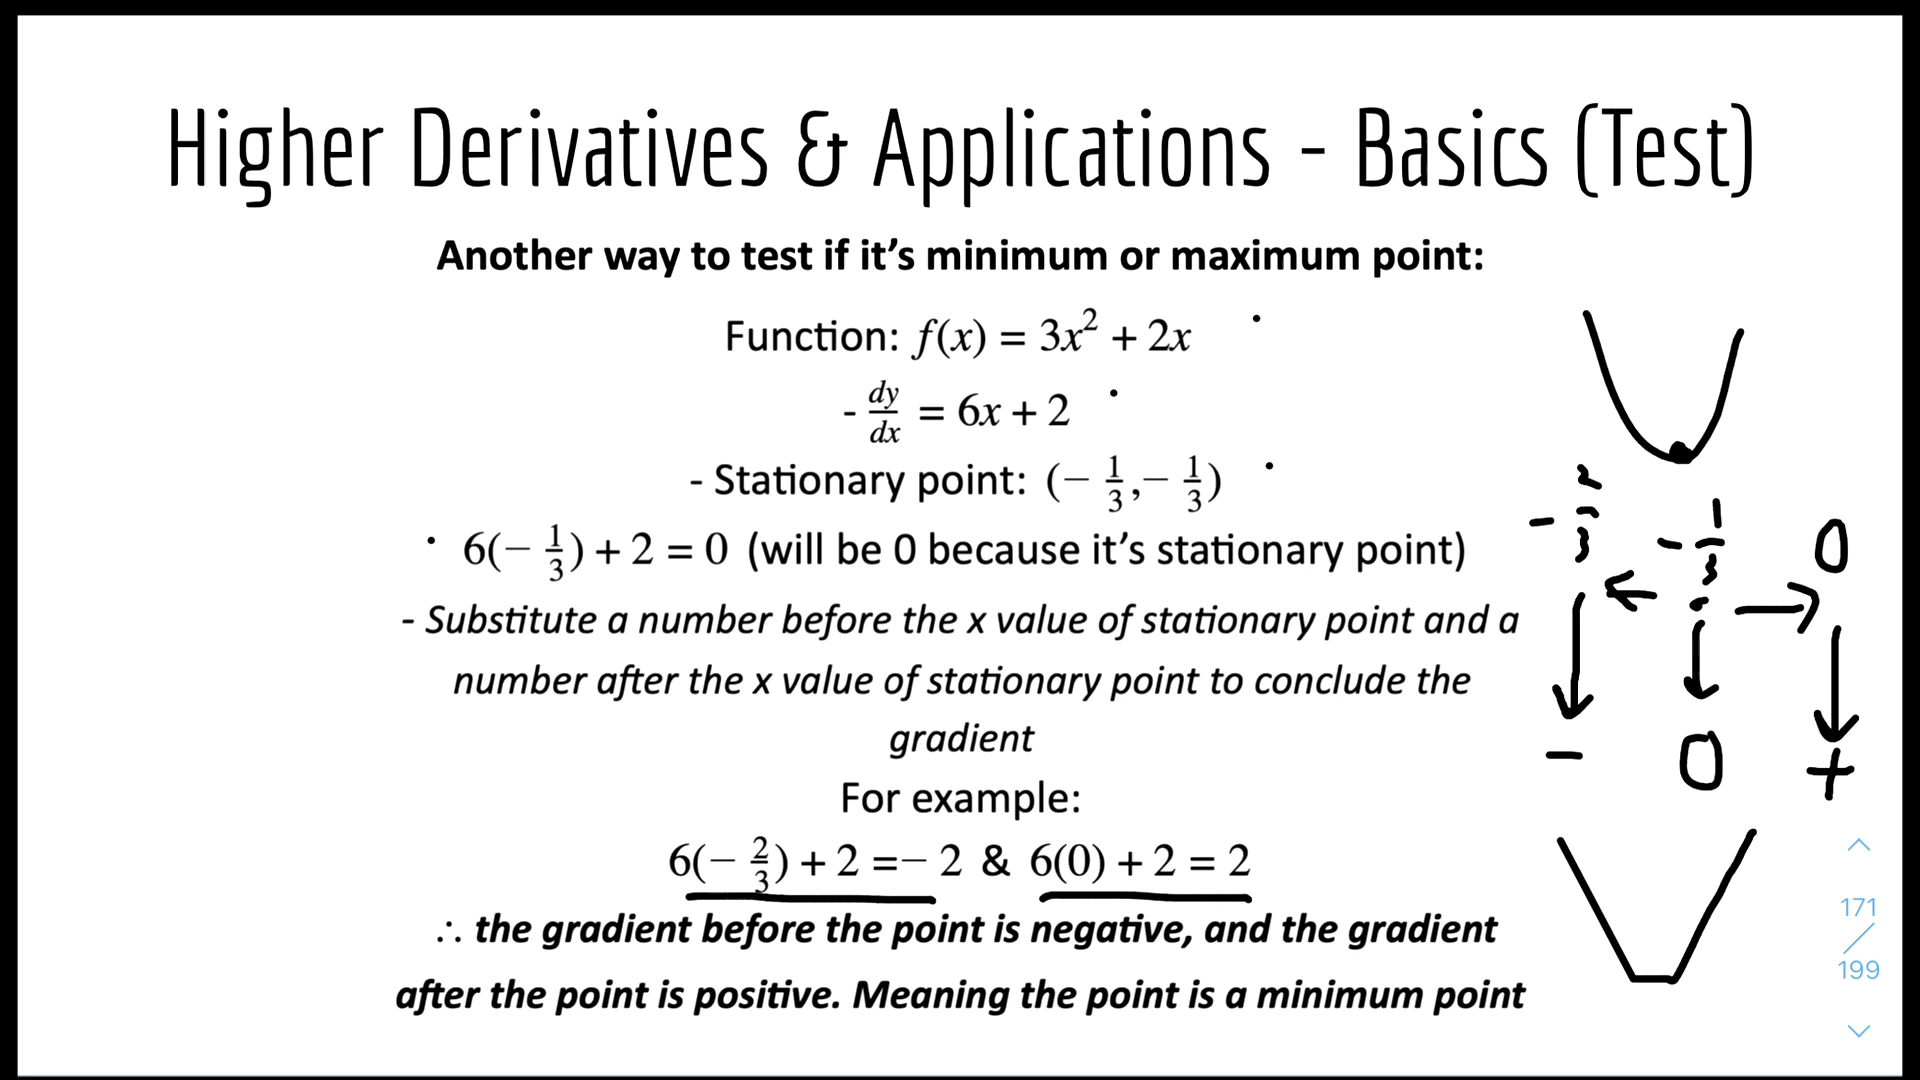 Higher Derivatives & Applications - Basics (Test)
Another way to test if it's minimum or maximum point:
Function: f(x) = 3x² + 2x
- dy/dx = 6x + 2
- Stationary point: (− 1/3,− 1/3)
6(− 1/3) + 2 = 0 (will be 0 because it's stationary point)
- Substitute a number before the x value of stationary point and a
number after the x value of stationary point to conclude the
gradient
For example:
6(− 2/3) + 2 =− 2 & 6(0) + 2 = 2
∴ the gradient before the point is negative, and the gradient
after the point is positive. Meaning the point is a minimum point
- 2/3 - 1/3 0
- 0 +
171
/
199